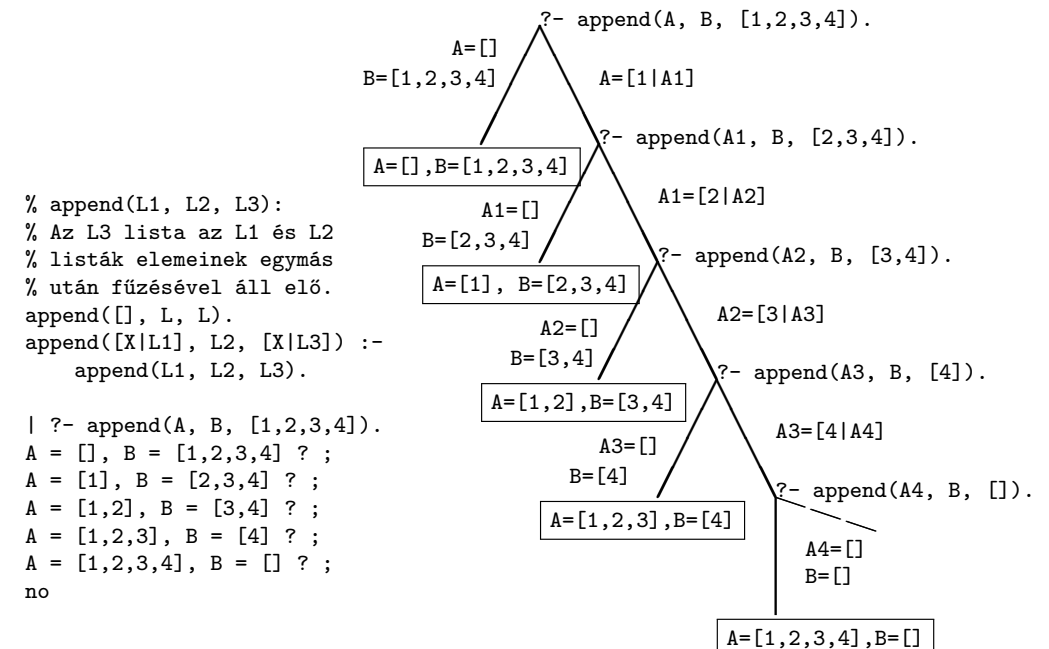 % append(L1, L2, L3):
% Az L3 lista az L1 és L2
% listák elemeinek egymás
% után fűzésével áll elő.
append([], L, L).
append([X|L1], L2, [X|L3]) :-
    append(L1, L2, L3).

| ?- append(A, B, [1,2,3,4]).
A = [], B = [1,2,3,4] ? ;
A = [1], B = [2,3,4] ? ;
A = [1,2], B = [3,4] ? ;
A = [1,2,3], B = [4] ? ;
A = [1,2,3,4], B = [] ? ;
no

?- append(A, B, [1,2,3,4]).
A=[]
B=[1,2,3,4]
A=[1|A1]
A=[],B=[1,2,3,4]
?- append(A1, B, [2,3,4]).
A1=[]
B=[2,3,4]
A1=[2|A2]
A=[1], B=[2,3,4]
?- append(A2, B, [3,4]).
A2=[]
B=[3,4]
A2=[3|A3]
A=[1,2],B=[3,4]
?- append(A3, B, [4]).
A3=[]
B=[4]
A3=[4|A4]
A=[1,2,3],B=[4]
?- append(A4, B, []).
A4=[]
B=[]
A=[1,2,3,4],B=[]